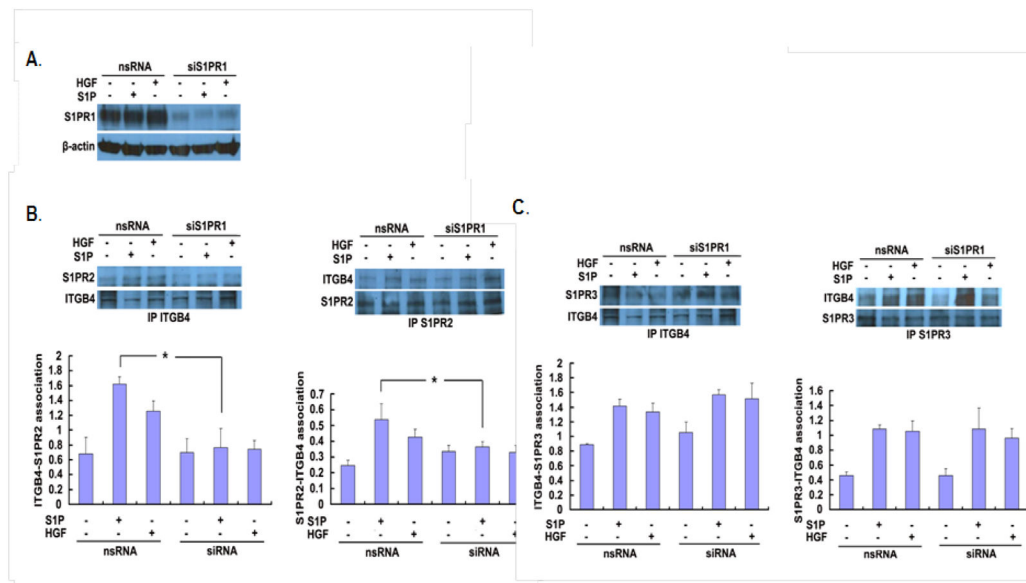 A.
nsRNA siS1PR1
HGF - - + - - +
S1P - + - - + -
S1PR1
β-actin
B.
nsRNA siS1PR1
HGF - - + - - +
S1P - + - - + -
S1PR2
ITGB4
IP ITGB4
nsRNA siS1PR1
HGF - - + - - +
S1P - + - - + -
ITGB4
S1PR2
IP S1PR2
ITGB4-S1PR2 association
2
1.8
1.6
1.4
1.2
1
0.8
0.6
0.4
0.2
0
*
S1P - + - - + -
HGF - - + - - +
nsRNA siRNA
S1PR2-ITGB4 association
0.7
0.6
0.5
0.4
0.3
0.2
0.1
0
*
S1P - + - - + -
HGF - - + - - +
nsRNA siRNA
C.
nsRNA siS1PR1
HGF - - + - - +
S1P - + - - + -
S1PR3
ITGB4
IP ITGB4
nsRNA siS1PR1
HGF - - + - - +
S1P - + - - + -
ITGB4
S1PR3
IP S1PR3
ITGB4-S1PR3 association
2
1.8
1.6
1.4
1.2
1
0.8
0.6
0.4
0.2
0
S1P - + - - + -
HGF - - + - - +
nsRNA siRNA
S1PR3-ITGB4 association
1.6
1.4
1.2
1
0.8
0.6
0.4
0.2
0
S1P - + - - + -
HGF - - + - - +
nsRNA siRNA